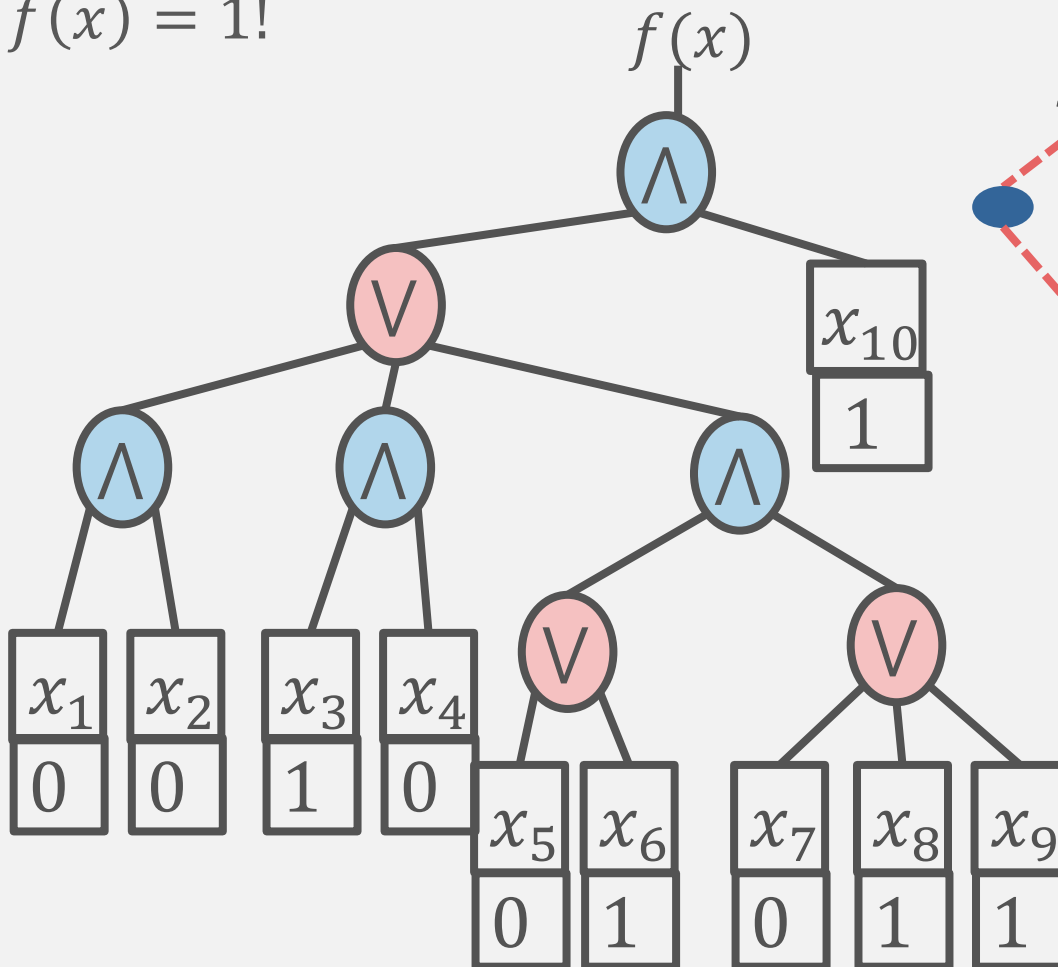 f(x) = 1!
f(x)
Λ
V
x₁₀
1
Λ Λ Λ
V V
x₁ x₂ x₃ x₄
0 0 1 0
x₅ x₆ x₇ x₈ x₉
0 1 0 1 1